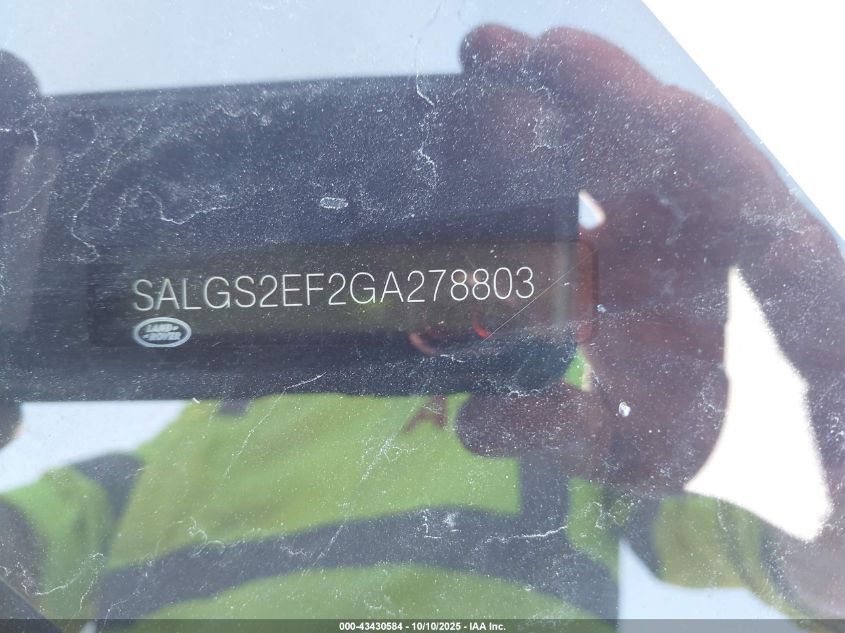 SALGS2EF2GA278803
LAND-
-ROVER
000-43430584 - 10/10/2025 - IAA Inc.